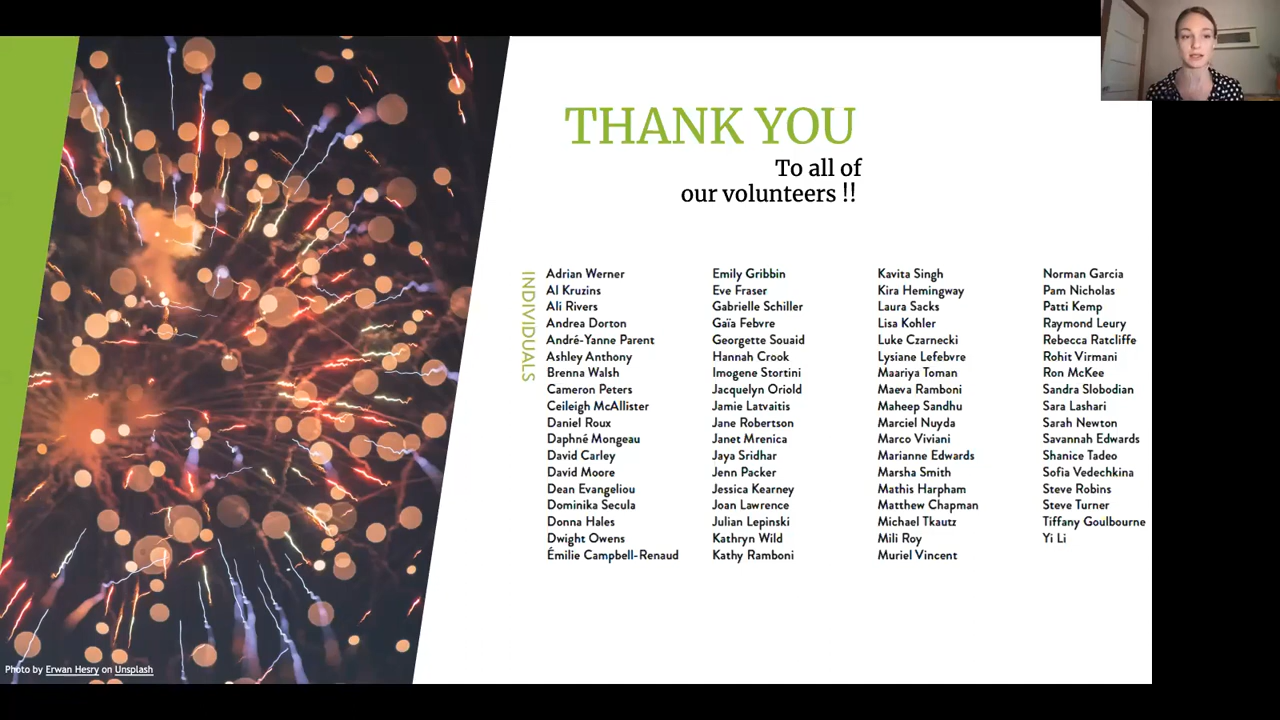 THANK YOU
To all of
our volunteers !!
INDIVIDUALS
Adrian Werner
Al Kruzins
Ali Rivers
Andrea Dorton
André-Yanne Parent
Ashley Anthony
Brenna Walsh
Cameron Peters
Ceileigh McAllister
Daniel Roux
Daphné Mongeau
David Carley
David Moore
Dean Evangeliou
Dominika Secula
Donna Hales
Dwight Owens
Émilie Campbell-Renaud
Emily Gribbin
Eve Fraser
Gabrielle Schiller
Gaïa Febvre
Georgette Souaid
Hannah Crook
Imogene Stortini
Jacquelyn Oriold
Jamie Latvaitis
Jane Robertson
Janet Mrenica
Jaya Sridhar
Jenn Packer
Jessica Kearney
Joan Lawrence
Julian Lepinski
Kathryn Wild
Kathy Ramboni
Kavita Singh
Kira Hemingway
Laura Sacks
Lisa Kohler
Luke Czarnecki
Lysiane Lefebvre
Maariya Toman
Maeva Ramboni
Maheep Sandhu
Marciel Nuyda
Marco Viviani
Marianne Edwards
Marsha Smith
Mathis Harpham
Matthew Chapman
Michael Tkautz
Mili Roy
Muriel Vincent
Norman Garcia
Pam Nicholas
Patti Kemp
Raymond Leury
Rebecca Ratcliffe
Rohit Virmani
Ron McKee
Sandra Slobodian
Sara Lashari
Sarah Newton
Savannah Edwards
Shanice Tadeo
Sofia Vedechkina
Steve Robins
Steve Turner
Tiffany Goulbourne
Yi Li
Photo by Erwan Hesry on Unsplash